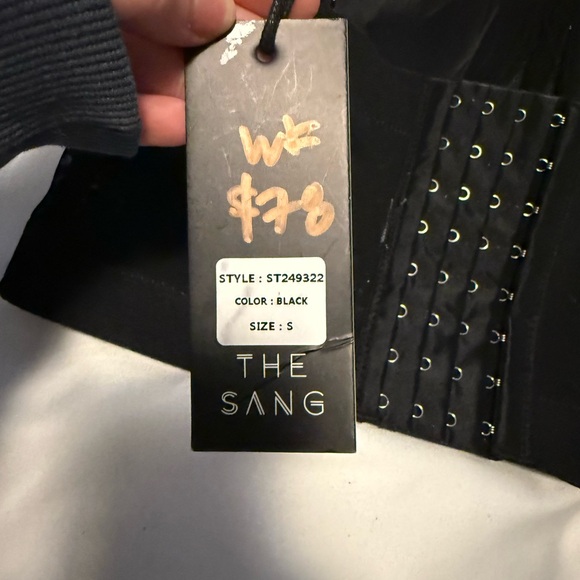 $78
STYLE : ST249322
COLOR : BLACK
SIZE : S
THE
SANG